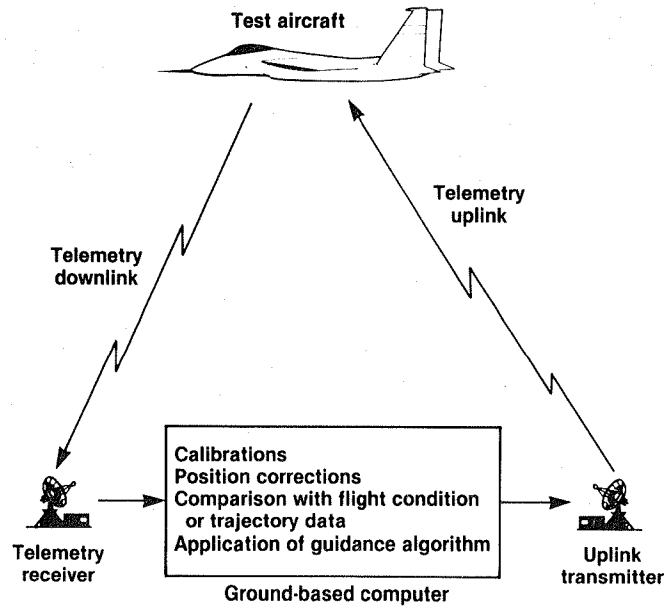 Test aircraft
Telemetry
uplink
Telemetry
downlink
Calibrations
Position corrections
Comparison with flight condition
or trajectory data
Application of guidance algorithm
Telemetry
receiver
Ground-based computer
Uplink
transmitter